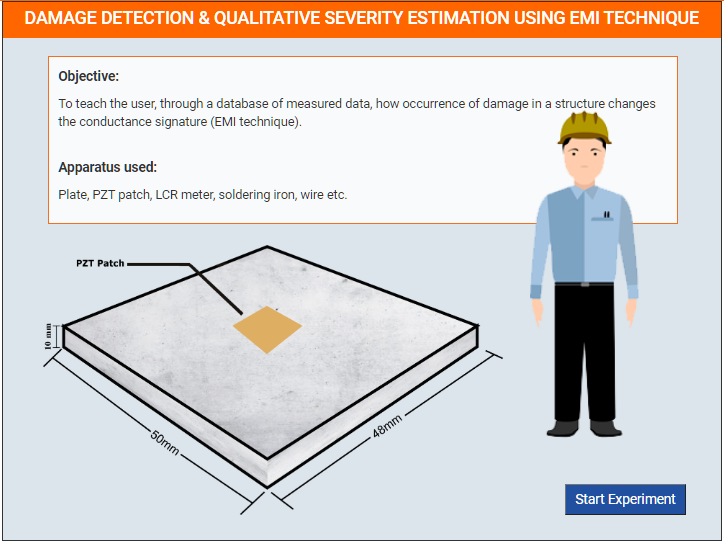 DAMAGE DETECTION & QUALITATIVE SEVERITY ESTIMATION USING EMI TECHNIQUE
Objective:
To teach the user, through a database of measured data, how occurrence of damage in a structure changes
the conductance signature (EMI technique).
Apparatus used:
Plate, PZT patch, LCR meter, soldering iron, wire etc.
PZT Patch
10 mm
50mm
48mm
Start Experiment